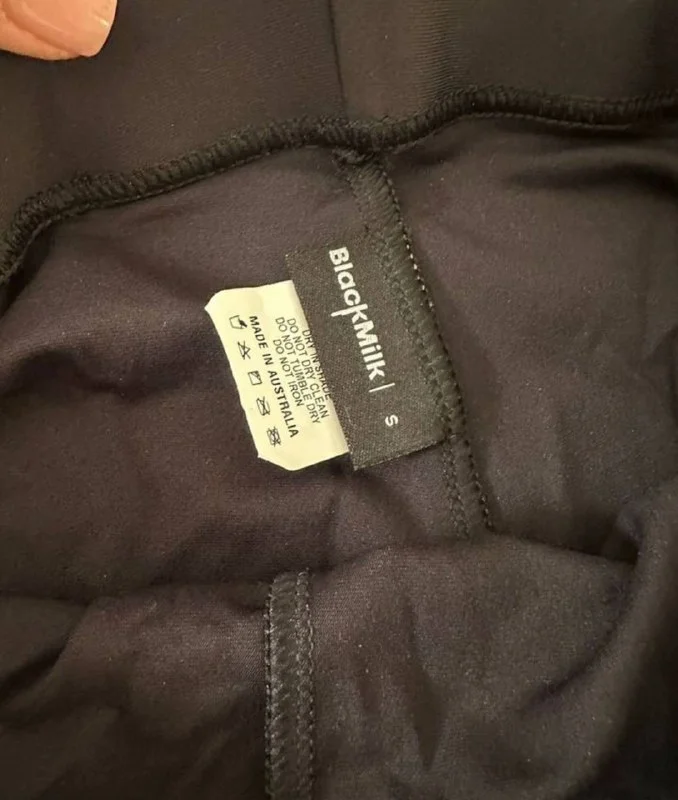 BlackMilk | S
DRY IN SHADE
DO NOT DRY CLEAN
DO NOT TUMBLE DRY
DO NOT IRON
MADE IN AUSTRALIA